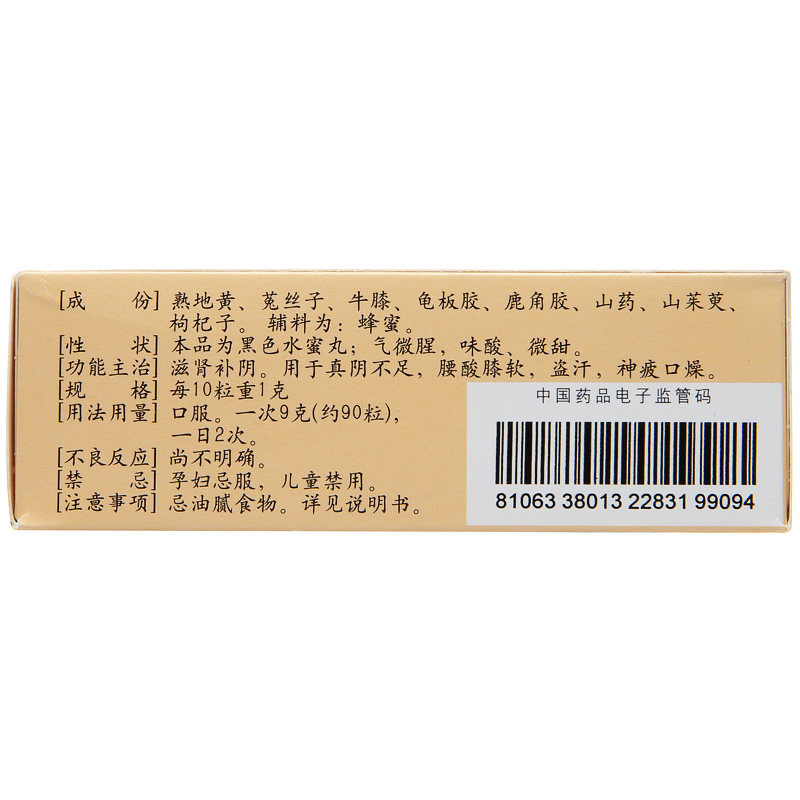 [成 份] 熟地黄、菟丝子、牛膝、龟板胶、鹿角胶、山药、山茱萸、
枸杞子。 辅料为：蜂蜜。
[性 状] 本品为黑色水蜜丸；气微腥，味酸、微甜。
[功能主治] 滋肾补阴。用于真阴不足，腰酸膝软，盗汗，神疲口燥。
[规 格] 每10粒重1克
[用法用量] 口服。一次9克(约90粒)，
一日2次。
[不良反应] 尚不明确。
[禁 忌] 孕妇忌服，儿童禁用。
[注意事项] 忌油腻食物。详见说明书。
中国药品电子监管码
81063 38013 22831 99094